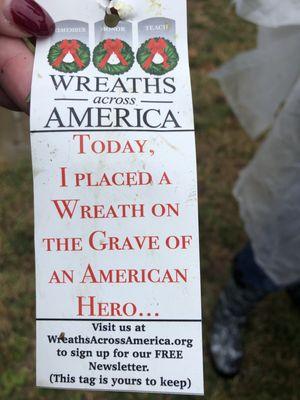 REMEMBER HONOR TEACH
WREATHS
across
AMERICA
TODAY,
I PLACED A
WREATH ON
THE GRAVE OF
AN AMERICAN
HERO...
Visit us at
WreathsAcrossAmerica.org
to sign up for our FREE
Newsletter.
(This tag is yours to keep)